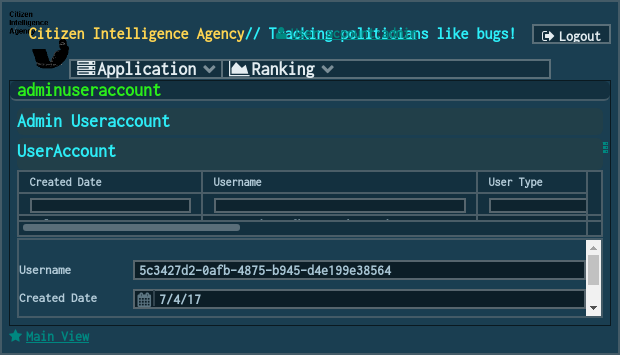 Citizen
Intelligence
Agency
Citizen Intelligence Agency// Tracking politicians like bugs!
Logout
Application Ranking
adminuseraccount
Admin Useraccount
UserAccount
Created Date Username User Type
Username 5c3427d2-0afb-4875-b945-d4e199e38564
Created Date 7/4/17
Main View